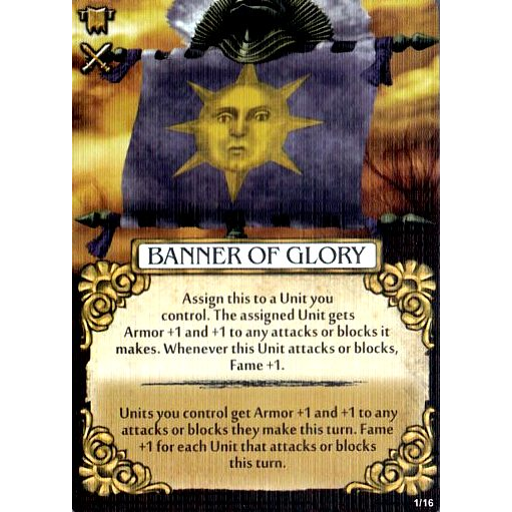 BANNER OF GLORY
Assign this to a Unit you
control. The assigned Unit gets
Armor +1 and +1 to any attacks or blocks it
makes. Whenever this Unit attacks or blocks,
Fame +1.
Units you control get Armor +1 and +1 to any
attacks or blocks they make this turn. Fame
+1 for each Unit that attacks or blocks
this turn.
1/16